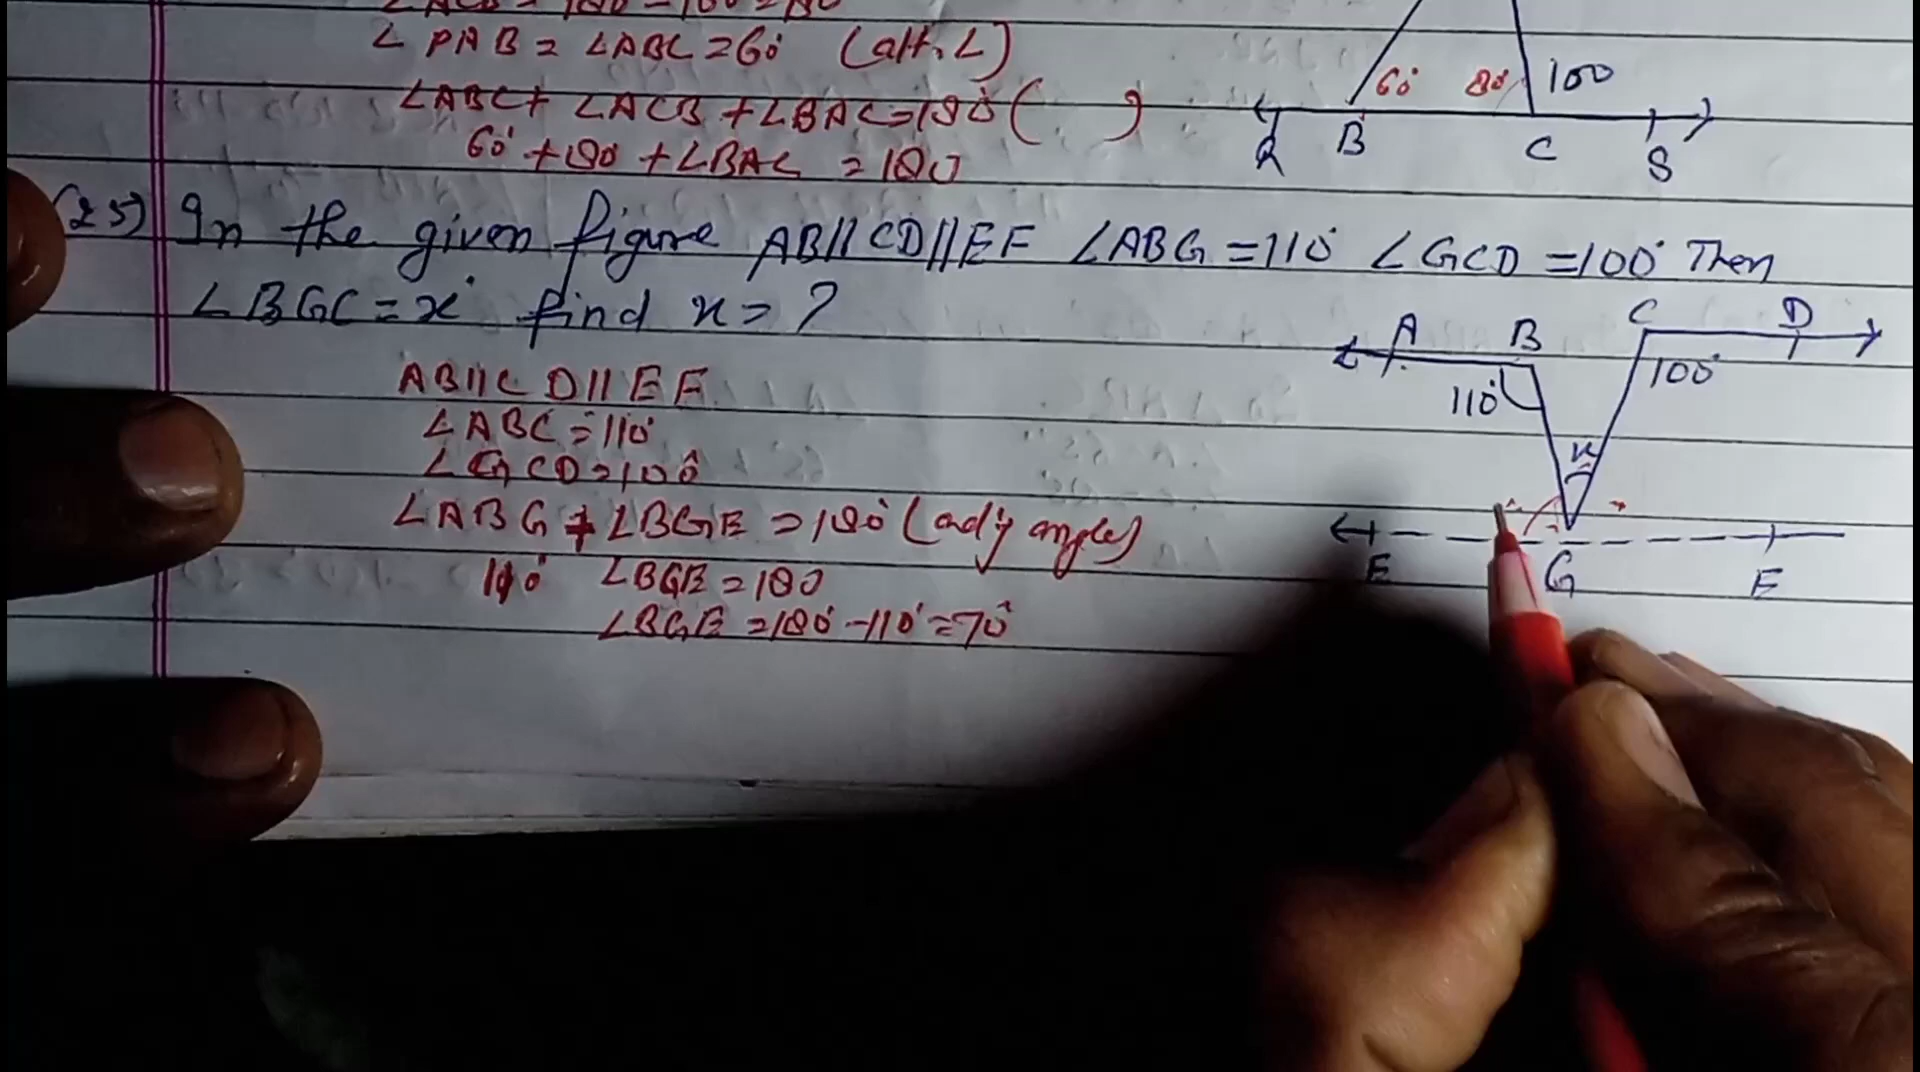 ∠PAB = ∠ABC = 60° (alt. ∠)
∠ABC + ∠ACB + ∠BAC = 180° ( )
60° + 80 + ∠BAC = 180
60° 80° 100
Q B C S
(25) In the given figure AB||CD||EF ∠ABG = 110° ∠GCD = 100° Then
∠BGC = x° find x = ?
A B C D
110° 100°
x
E G F
AB||CD||EF
∠ABC = 110°
∠GCD = 100°
∠ABG + ∠BGE = 180° (adj angles)
110° ∠BGE = 180
∠BGE = 180° - 110° = 70°